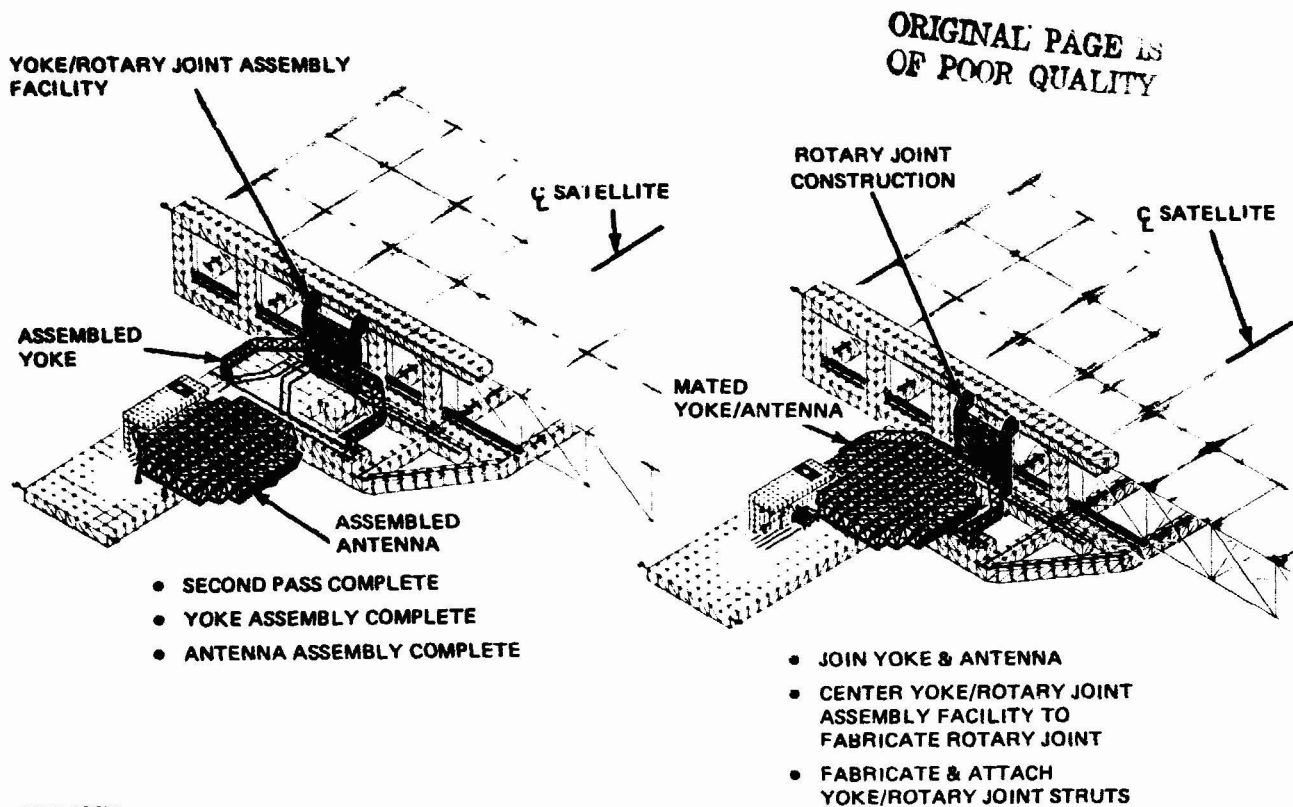 ORIGINAL PAGE IS
OF POOR QUALITY
YOKE/ROTARY JOINT ASSEMBLY
FACILITY
℄ SATELLITE
ASSEMBLED
YOKE
ASSEMBLED
ANTENNA
• SECOND PASS COMPLETE
• YOKE ASSEMBLY COMPLETE
• ANTENNA ASSEMBLY COMPLETE
ROTARY JOINT
CONSTRUCTION
℄ SATELLITE
MATED
YOKE/ANTENNA
• JOIN YOKE & ANTENNA
• CENTER YOKE/ROTARY JOINT
ASSEMBLY FACILITY TO
FABRICATE ROTARY JOINT
• FABRICATE & ATTACH
YOKE/ROTARY JOINT STRUTS